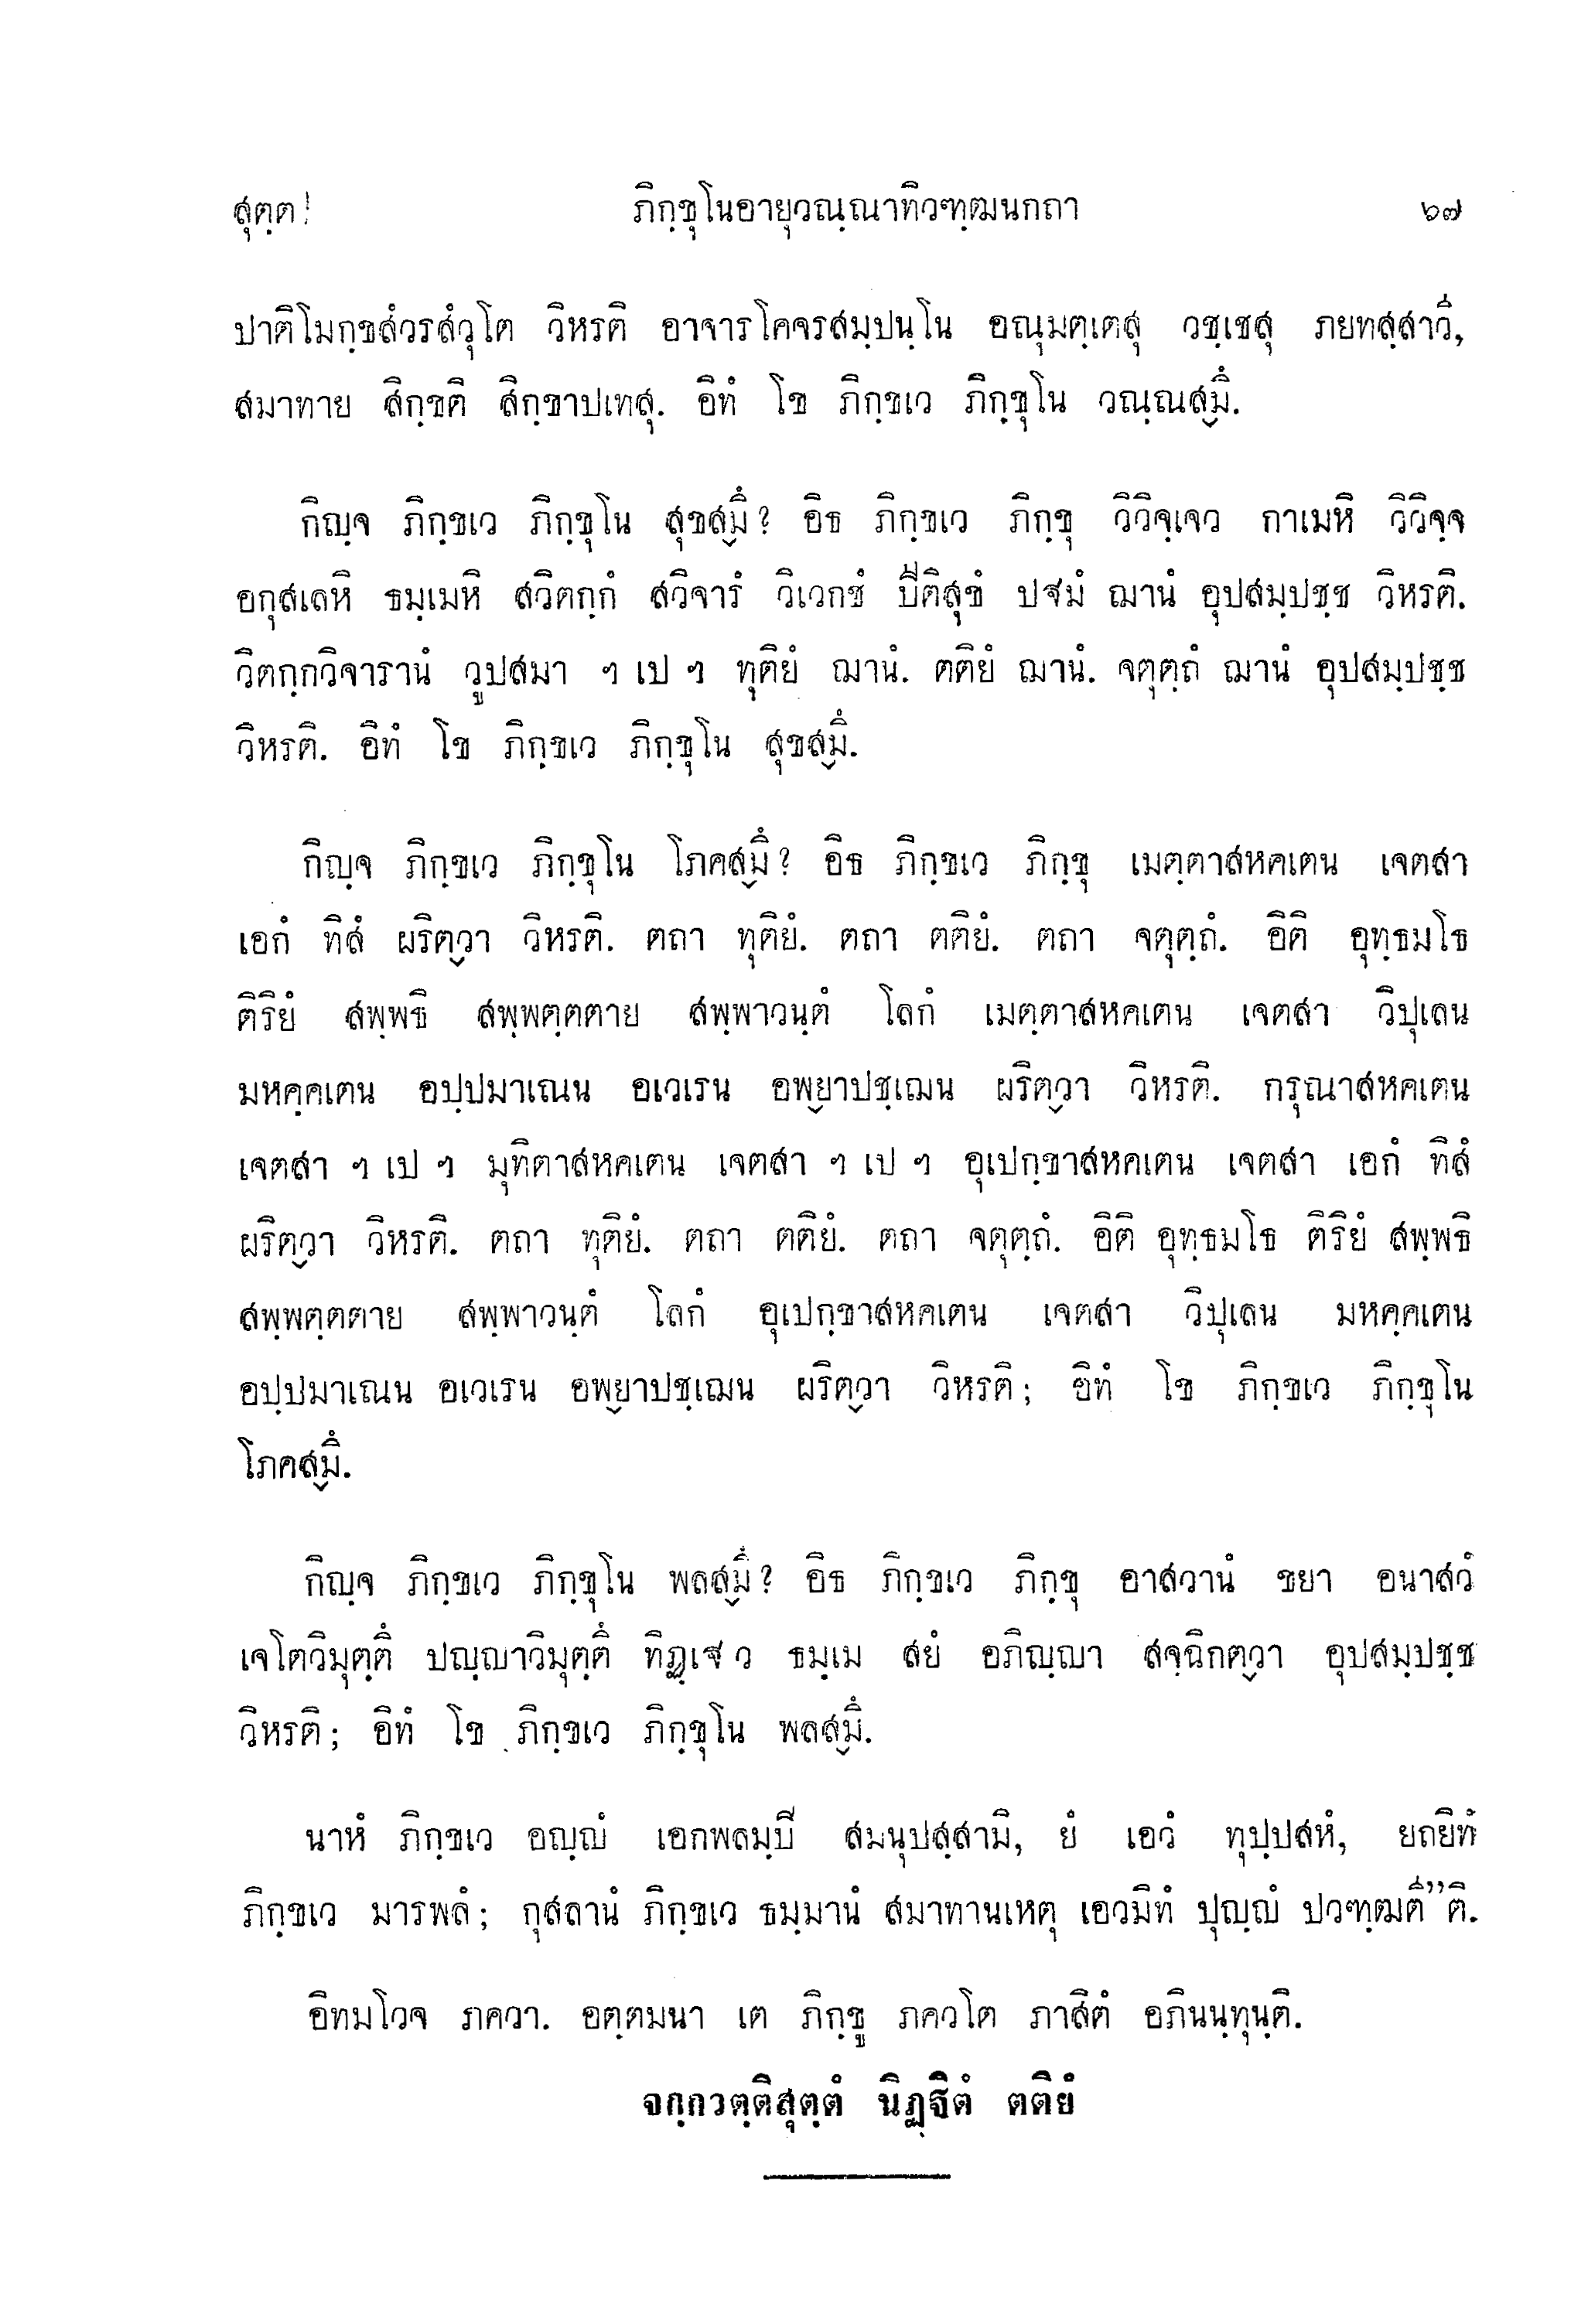 สุตฺต!	ภิกฺขุโนอายุวณฺณาทิวฑฺฒนกถา	๖๗
ปาติโมกฺขสํวรสํวุโต วิหรติ อาจารโคจรสมฺปนฺโน อณุมตฺเตสุ วชฺเชสุ ภยทสฺสาวี,
สมาทาย สิกฺขติ สิกฺขาปเทสุ. อิทํ โข ภิกฺขเว ภิกฺขุโน วณฺณสฺมึ.
กิญฺจ ภิกฺขเว ภิกฺขุโน สุขสฺมึ? อิธ ภิกฺขเว ภิกฺขุ วิวิจฺเจว กาเมหิ วิวิจฺจ
อกุสเลหิ ธมฺเมหิ สวิตกฺกํ สวิจารํ วิเวกชํ ปีติสุขํ ปฐมํ ฌานํ อุปสมฺปชฺช วิหรติ.
วิตกฺกวิจารานํ วูปสมา ฯ เป ฯ ทุติยํ ฌานํ. ตติยํ ฌานํ. จตุตฺถํ ฌานํ อุปสมฺปชฺช
วิหรติ. อิทํ โข ภิกฺขเว ภิกฺขุโน สุขสฺมึ.
กิญฺจ ภิกฺขเว ภิกฺขุโน โภคสฺมึ? อิธ ภิกฺขเว ภิกฺขุ เมตฺตาสหคเตน เจตสา
เอกํ ทิสํ ผริตฺวา วิหรติ. ตถา ทุติยํ. ตถา ตติยํ. ตถา จตุตฺถํ. อิติ อุทฺธมโธ
ติริยํ สพฺพธิ สพฺพตฺตตาย สพฺพาวนฺตํ โลกํ เมตฺตาสหคเตน เจตสา วิปุเลน
มหคฺคเตน อปฺปมาเณน อเวเรน อพฺยาปชฺเฌน ผริตฺวา วิหรติ. กรุณาสหคเตน
เจตสา ฯ เป ฯ มุทิตาสหคเตน เจตสา ฯ เป ฯ อุเปกฺขาสหคเตน เจตสา เอกํ ทิสํ
ผริตฺวา วิหรติ. ตถา ทุติยํ. ตถา ตติยํ. ตถา จตุตฺถํ. อิติ อุทฺธมโธ ติริยํ สพฺพธิ
สพฺพตฺตตาย สพฺพาวนฺตํ โลกํ อุเปกฺขาสหคเตน เจตสา วิปุเลน มหคฺคเตน
อปฺปมาเณน อเวเรน อพฺยาปชฺเฌน ผริตฺวา วิหรติ; อิทํ โข ภิกฺขเว ภิกฺขุโน
โภคสฺมึ.
กิญฺจ ภิกฺขเว ภิกฺขุโน พลสฺมึ? อิธ ภิกฺขเว ภิกฺขุ อาสวานํ ขยา อนาสวํ
เจโตวิมุตฺตึ ปญฺญาวิมุตฺตึ ทิฏฺเฐว ธมฺเม สยํ อภิญฺญา สจฺฉิกตฺวา อุปสมฺปชฺช
วิหรติ; อิทํ โข ภิกฺขเว ภิกฺขุโน พลสฺมึ.
นาหํ ภิกฺขเว อญฺญํ เอกพลมฺปี สมนุปสฺสามิ, ยํ เอวํ ทุปฺปสหํ, ยถยิทํ
ภิกฺขเว มารพลํ; กุสลานํ ภิกฺขเว ธมฺมานํ สมาทานเหตุ เอวมิทํ ปุญฺญํ ปวฑฺฒตี”ติ.
อิทมโวจ ภควา. อตฺตมนา เต ภิกฺขู ภควโต ภาสิตํ อภินนฺทุนฺติ.
จกฺกวตฺติสุตฺตํ นิฏฺฐิตํ ตติยํ